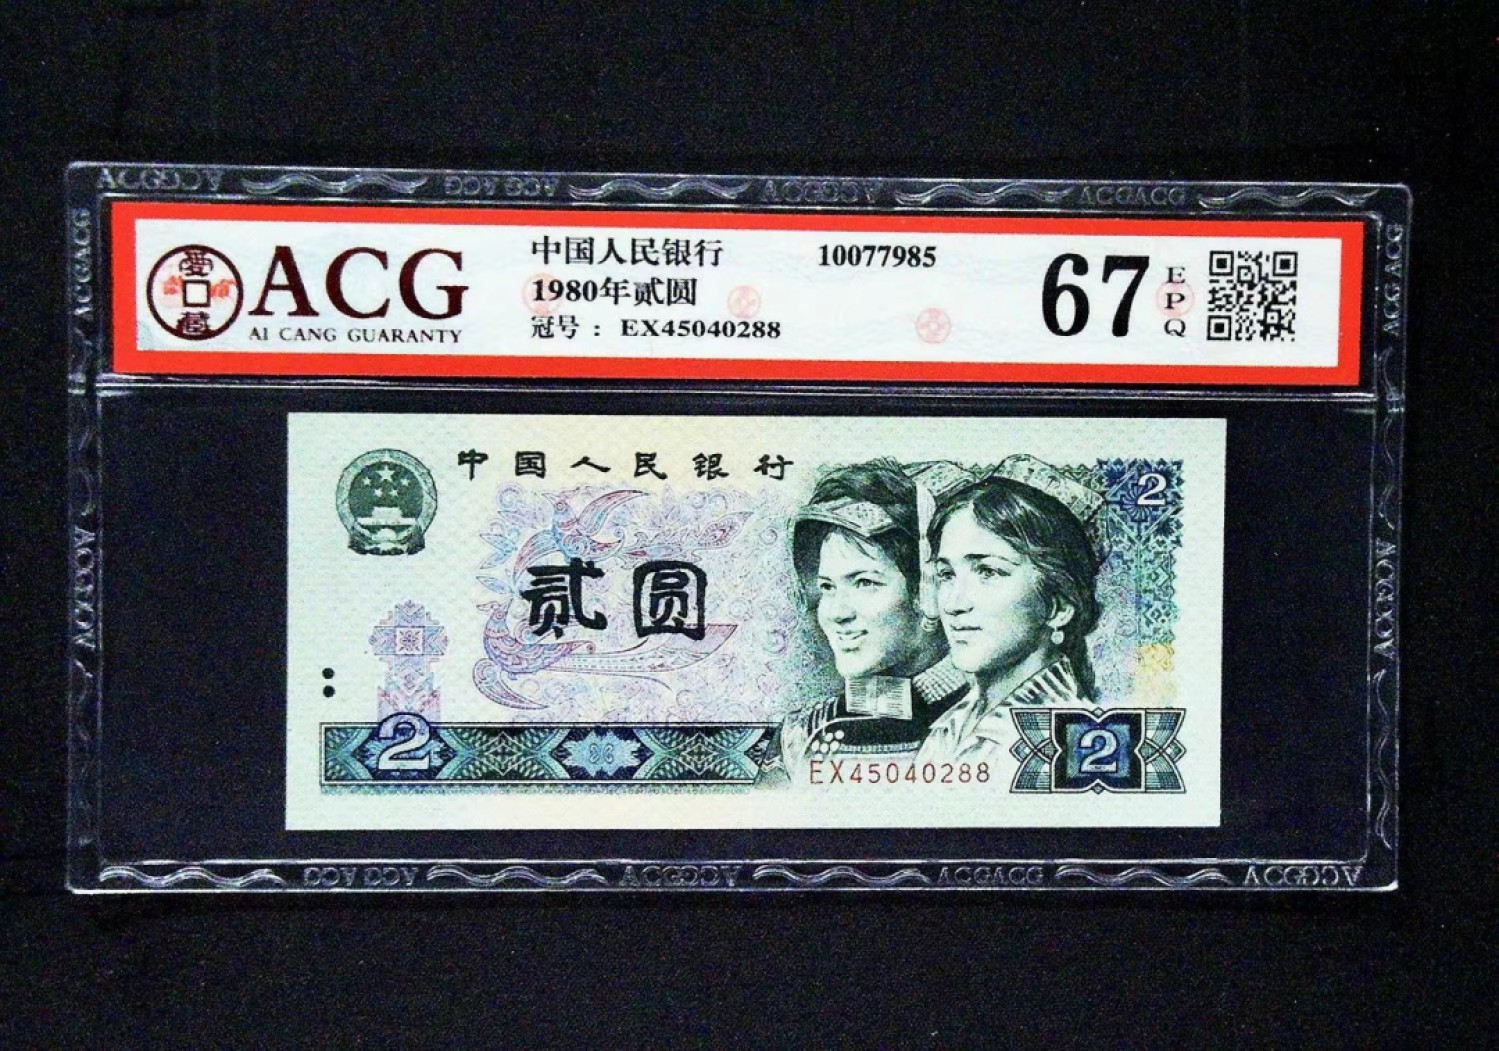 ACG
AI CANG GUARANTY
中国人民银行 10077985
1980年贰圆
冠号：EX45040288
67 EPQ
中国人民银行
2
贰圆
2
EX45040288
2